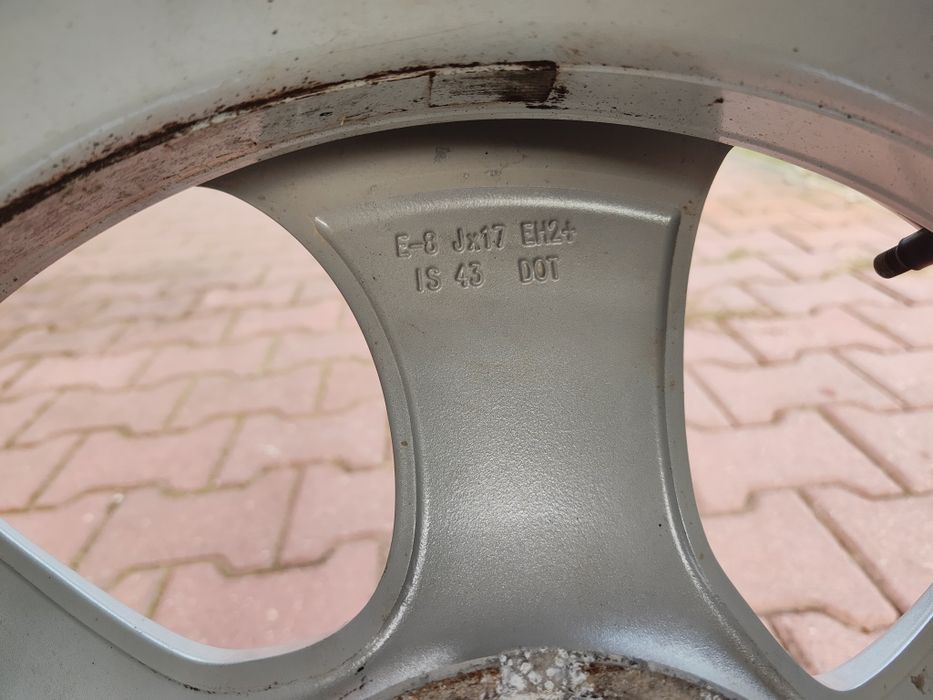 E-8 Jx17 EH2+
IS 43 DOT